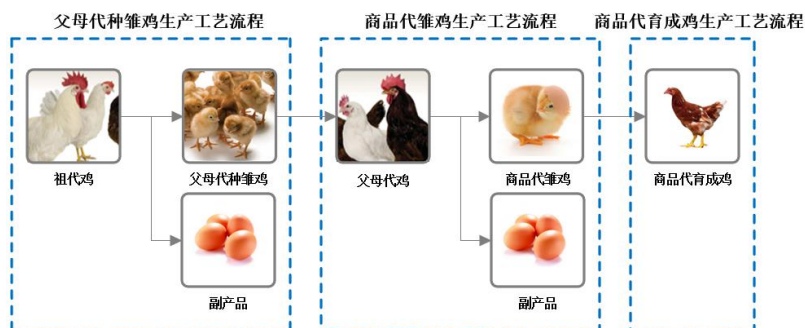 父母代种雏鸡生产工艺流程
商品代雏鸡生产工艺流程
商品代育成鸡生产工艺流程
祖代鸡
父母代种雏鸡
父母代鸡
商品代雏鸡
商品代育成鸡
副产品
副产品